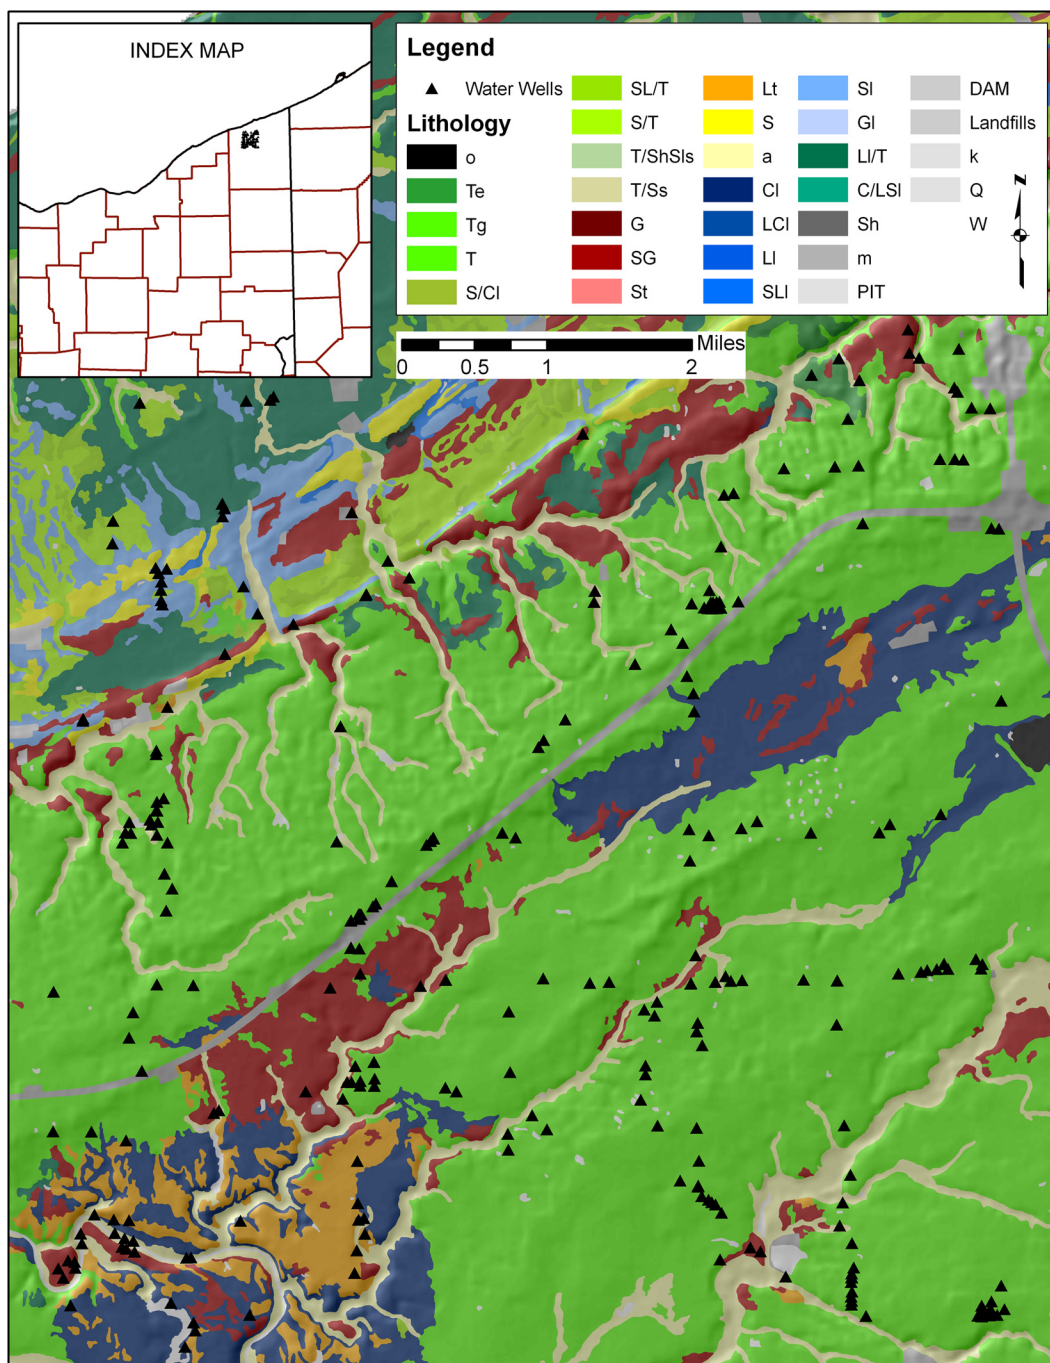 INDEX MAP
Legend
Water Wells
Lithology
o
Te
Tg
T
S/Cl
SL/T
S/T
T/ShSls
T/Ss
G
SG
St
Lt
S
a
Cl
LCl
Ll
SLl
Sl
Gl
Ll/T
C/LSl
Sh
m
PIT
DAM
Landfills
k
Q
W
N
Miles
0 0.5 1 2